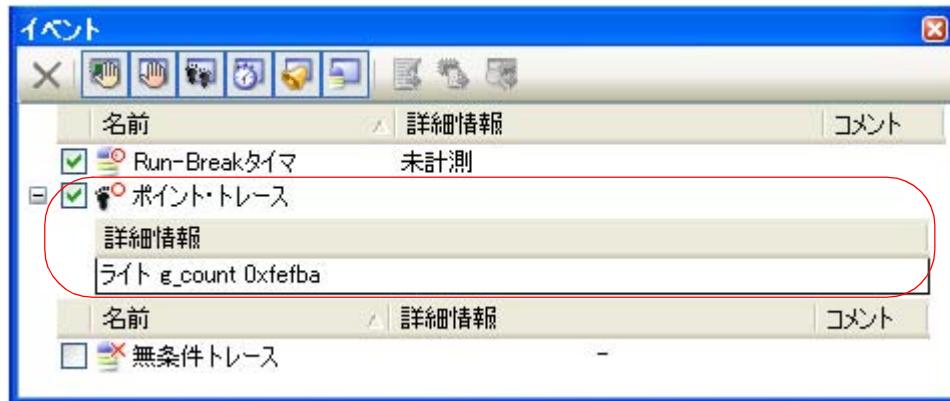 イベント
名前 詳細情報 コメント
Run-Breakタイマ 未計測
ポイント・トレース
詳細情報
ライト g_count 0xfefba
名前 詳細情報 コメント
無条件トレース -